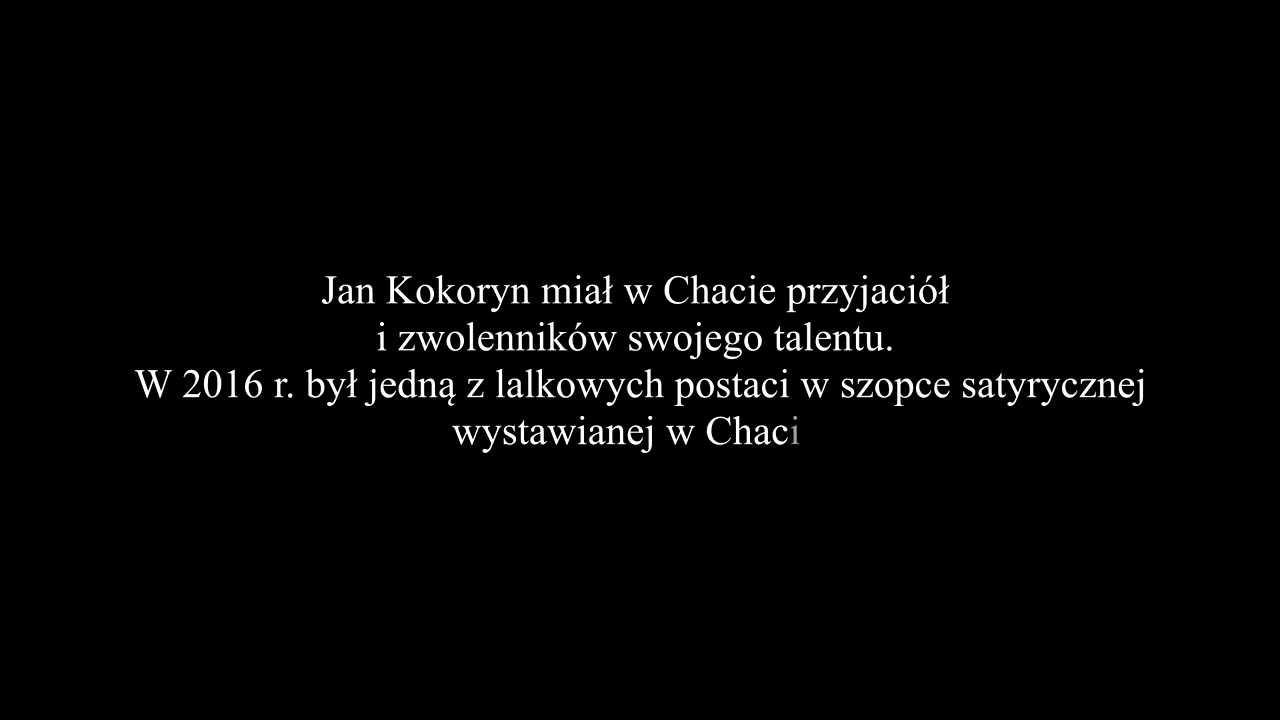 Jan Kokoryn miał w Chacie przyjaciół
i zwolenników swojego talentu.
W 2016 r. był jedną z lalkowych postaci w szopce satyrycznej
wystawianej w Chaci